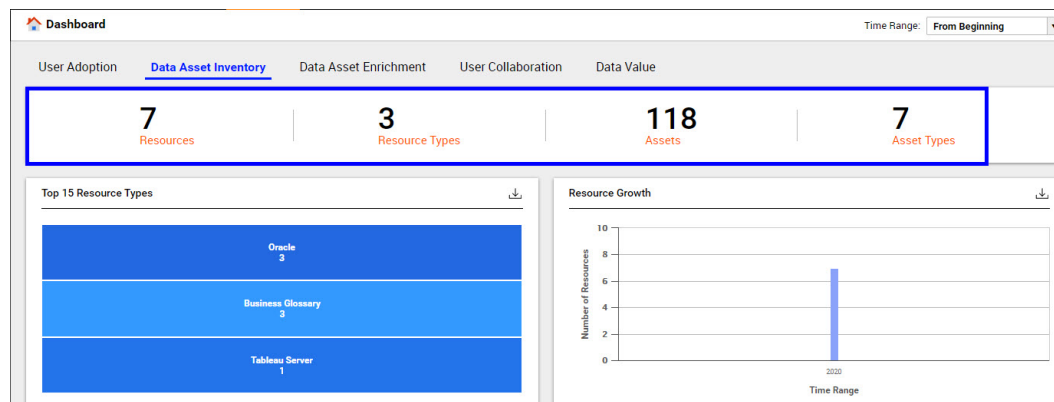 Dashboard
Time Range: From Beginning
User Adoption Data Asset Inventory Data Asset Enrichment User Collaboration Data Value
7 3 118 7
Resources Resource Types Assets Asset Types
Top 15 Resource Types
Oracle
3
Business Glossary
3
Tableau Server
1
Resource Growth
Number of Resources
10
8
6
4
2
0
2020
Time Range